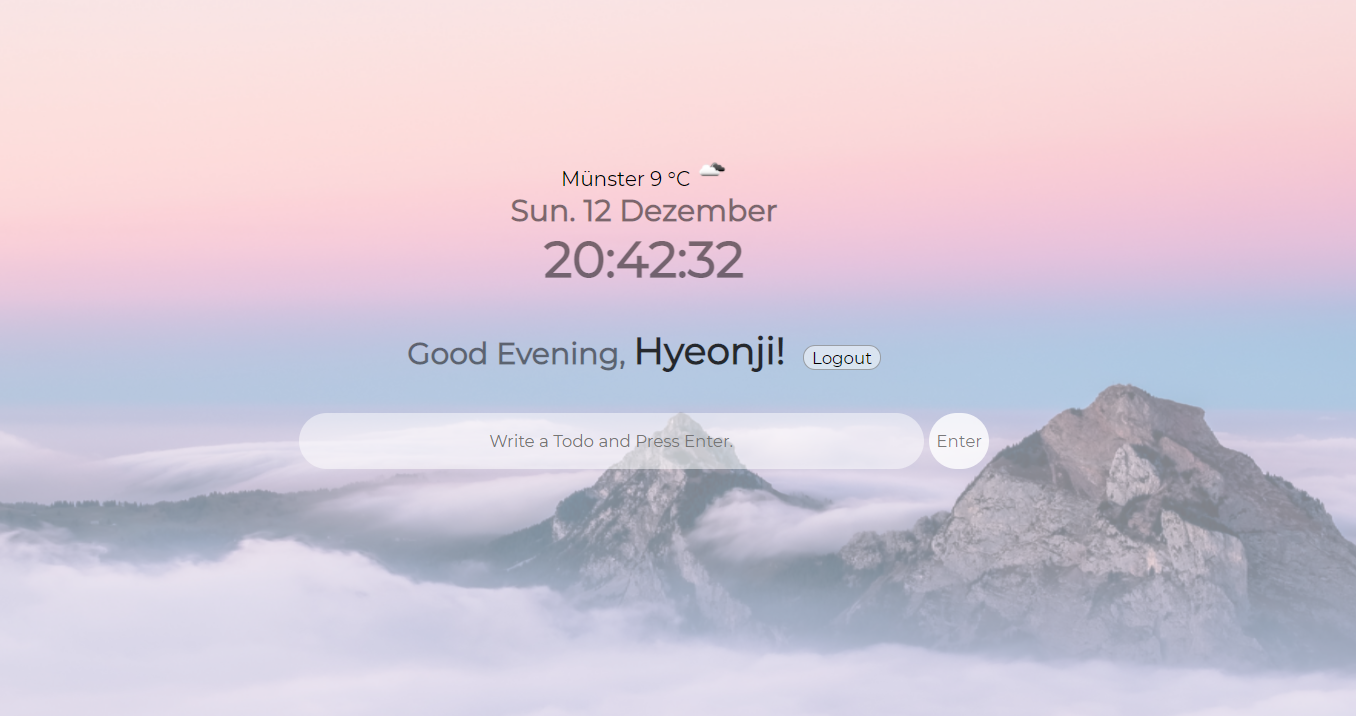 Münster 9 °C
Sun. 12 Dezember
20:42:32
Good Evening, Hyeonji! Logout
Write a Todo and Press Enter. Enter